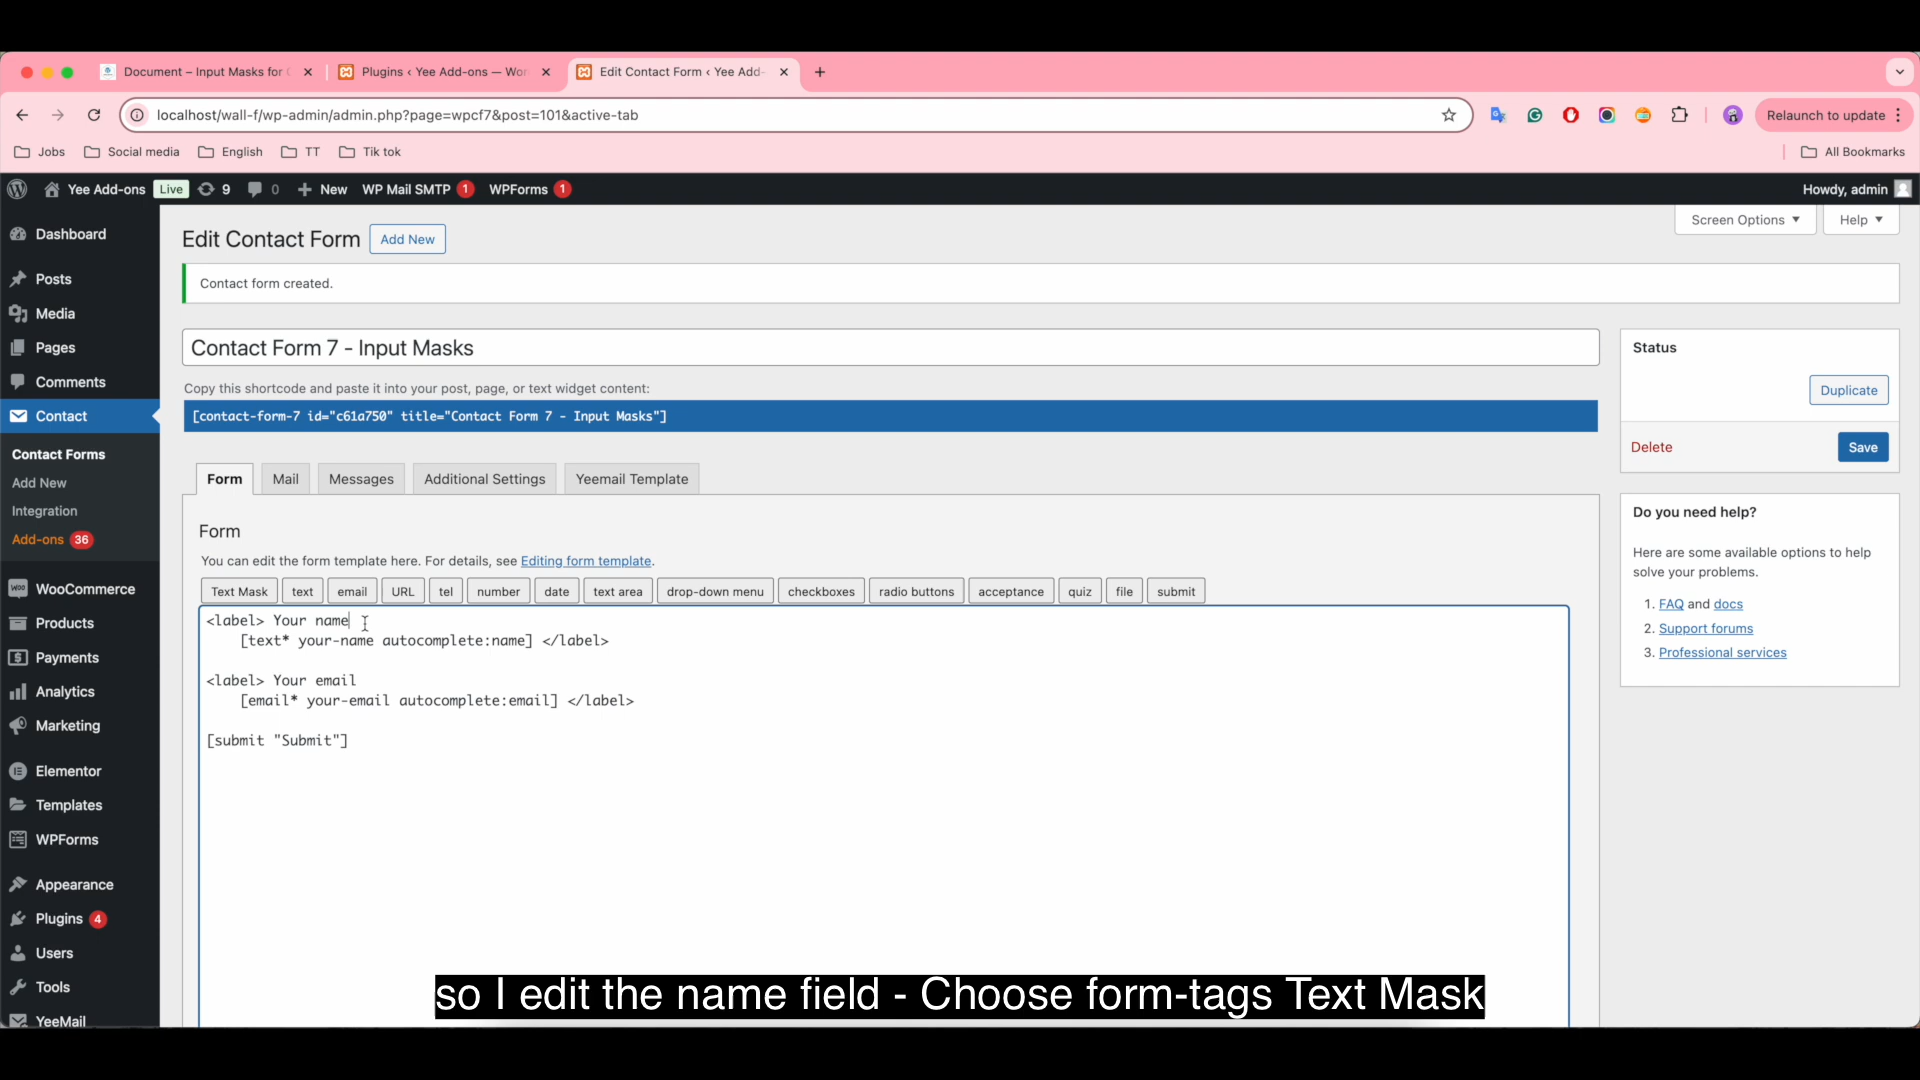 Document – Input Masks for
Plugins ‹ Yee Add-ons — Wor
Edit Contact Form ‹ Yee Add-
localhost/wall-f/wp-admin/admin.php?page=wpcf7&post=101&active-tab
Relaunch to update
Jobs
Social media
English
TT
Tik tok
All Bookmarks
Yee Add-ons
Live
9
0
New
WP Mail SMTP 1
WPForms 1
Howdy, admin
Screen Options
Help
Dashboard
Posts
Media
Pages
Comments
Contact
Contact Forms
Add New
Integration
Add-ons 36
WooCommerce
Products
Payments
Analytics
Marketing
Elementor
Templates
WPForms
Appearance
Plugins 4
Users
Tools
YeeMail
Edit Contact Form
Add New
Contact form created.
Contact Form 7 - Input Masks
Copy this shortcode and paste it into your post, page, or text widget content:
[contact-form-7 id="c61a750" title="Contact Form 7 - Input Masks"]
Form
Mail
Messages
Additional Settings
Yeemail Template
Form
You can edit the form template here. For details, see Editing form template.
Text Mask
text
email
URL
tel
number
date
text area
drop-down menu
checkboxes
radio buttons
acceptance
quiz
file
submit
<label> Your name
[text* your-name autocomplete:name] </label>
<label> Your email
[email* your-email autocomplete:email] </label>
[submit "Submit"]
Status
Duplicate
Delete
Save
Do you need help?
Here are some available options to help
solve your problems.
1. FAQ and docs
2. Support forums
3. Professional services
so I edit the name field - Choose form-tags Text Mask